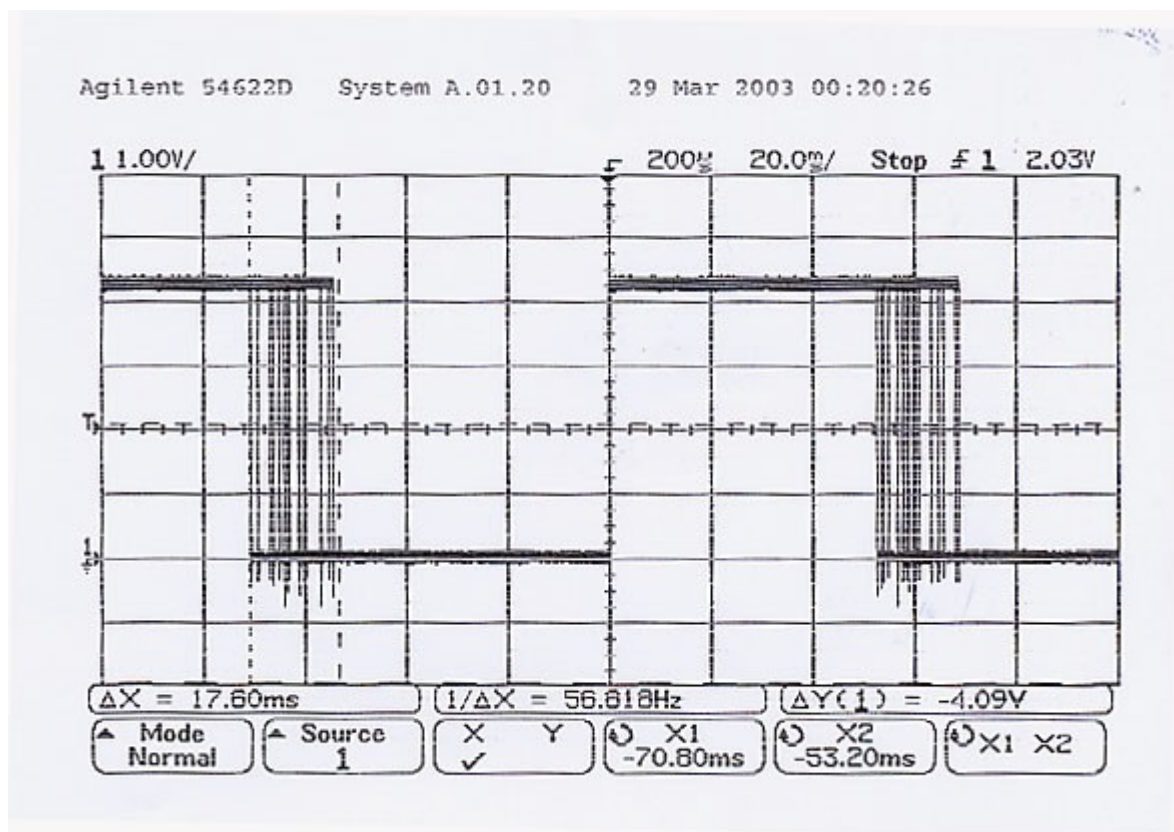 Agilent 54622D System A.01.20 29 Mar 2003 00:20:26
1 1.00V/ 200µs 20.0ms/ Stop 1 2.03V
T
1
ΔX = 17.60ms 1/ΔX = 56.818Hz ΔY(1) = -4.09V
Mode Source X Y X1 X2 X1 X2
Normal 1 ✓ -70.80ms -53.20ms